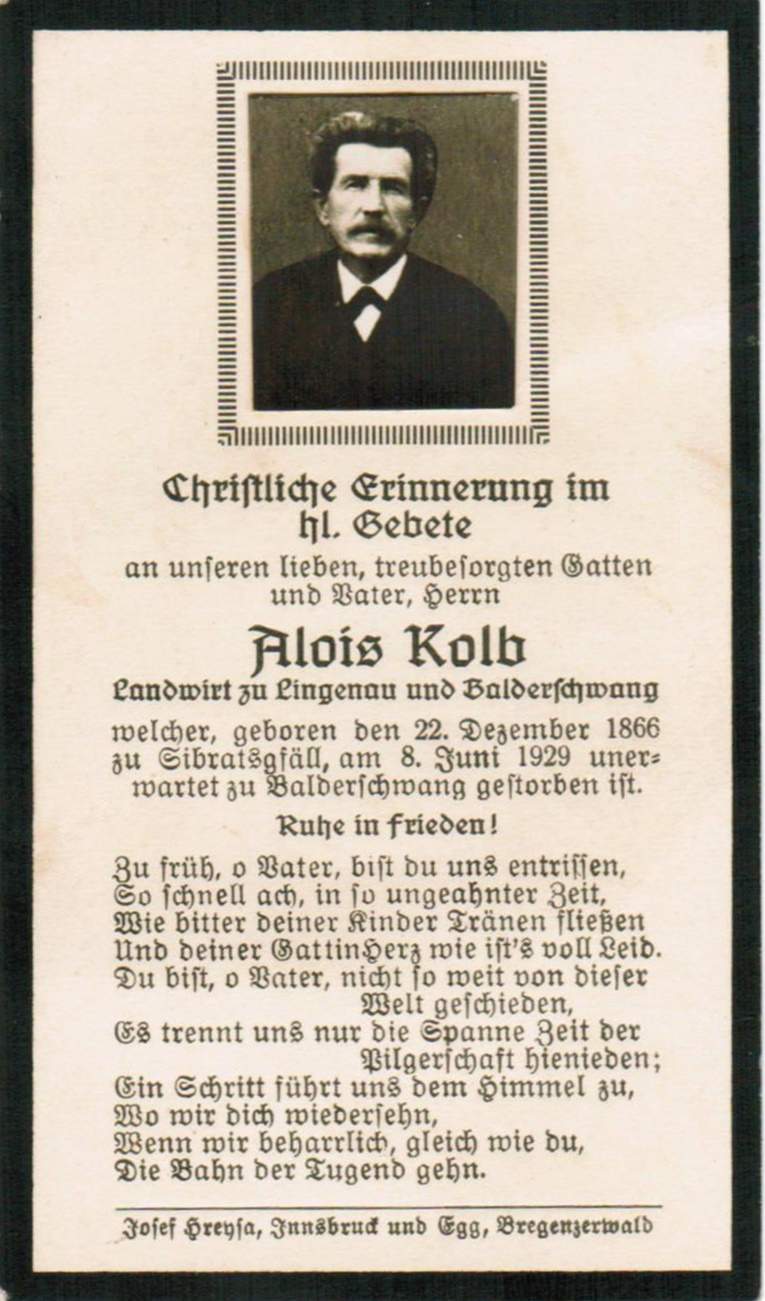 Christliche Erinnerung im
hl. Gebete
an unseren lieben, treubesorgten Gatten
und Vater, Herrn
Alois Kolb
Landwirt zu Lingenau und Balderschwang
welcher, geboren den 22. Dezember 1866
zu Sibratsgfäll, am 8. Juni 1929 uner-
wartet zu Balderschwang gestorben ist.
Ruhe in Frieden!
Zu früh, o Vater, bist du uns entrissen,
So schnell ach, in so ungeahnter Zeit,
Wie bitter deiner Kinder Tränen fließen
Und deiner Gattin Herz wie ist's voll Leid.
Du bist, o Vater, nicht so weit von dieser
Welt geschieden,
Es trennt uns nur die Spanne Zeit der
Pilgerschaft hienieden;
Ein Schritt führt uns dem Himmel zu,
Wo wir dich wiedersehn,
Wenn wir beharrlich, gleich wie du,
Die Bahn der Tugend gehn.
Josef Hreysa, Innsbruck und Egg, Bregenzerwald